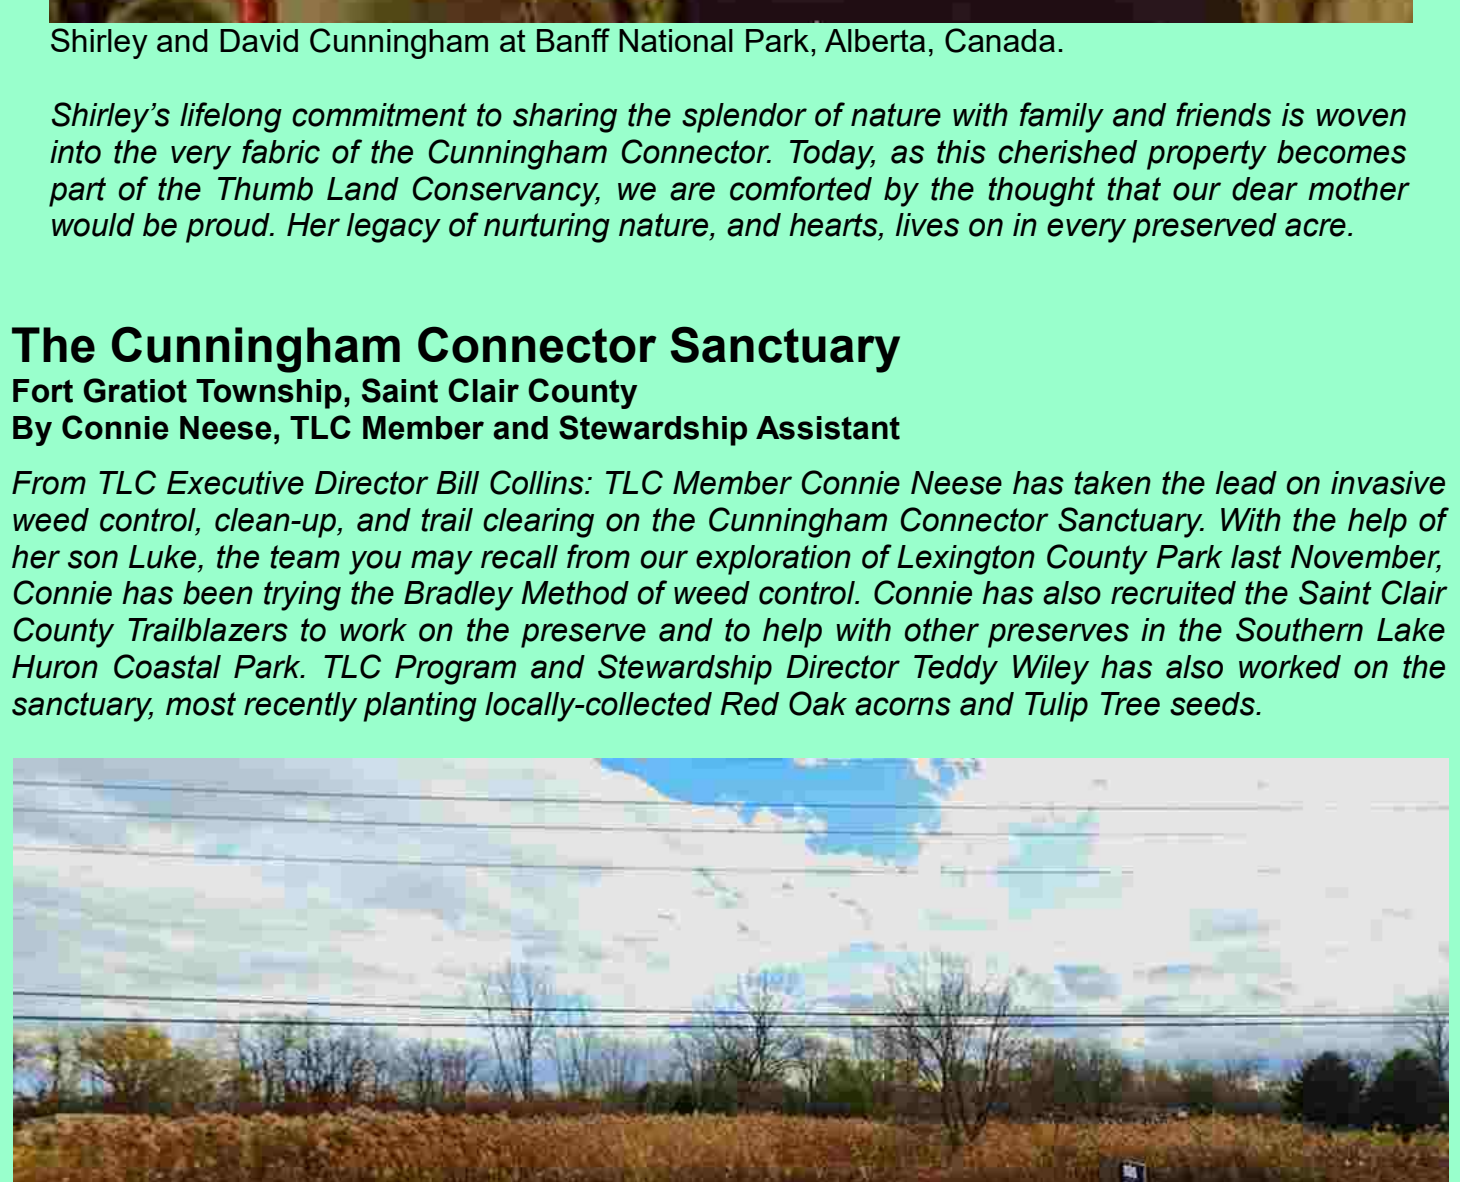 Shirley and David Cunningham at Banff National Park, Alberta, Canada.
Shirley’s lifelong commitment to sharing the splendor of nature with family and friends is woven
into the very fabric of the Cunningham Connector. Today, as this cherished property becomes
part of the Thumb Land Conservancy, we are comforted by the thought that our dear mother
would be proud. Her legacy of nurturing nature, and hearts, lives on in every preserved acre.
The Cunningham Connector Sanctuary
Fort Gratiot Township, Saint Clair County
By Connie Neese, TLC Member and Stewardship Assistant
From TLC Executive Director Bill Collins: TLC Member Connie Neese has taken the lead on invasive
weed control, clean-up, and trail clearing on the Cunningham Connector Sanctuary. With the help of
her son Luke, the team you may recall from our exploration of Lexington County Park last November,
Connie has been trying the Bradley Method of weed control. Connie has also recruited the Saint Clair
County Trailblazers to work on the preserve and to help with other preserves in the Southern Lake
Huron Coastal Park. TLC Program and Stewardship Director Teddy Wiley has also worked on the
sanctuary, most recently planting locally-collected Red Oak acorns and Tulip Tree seeds.